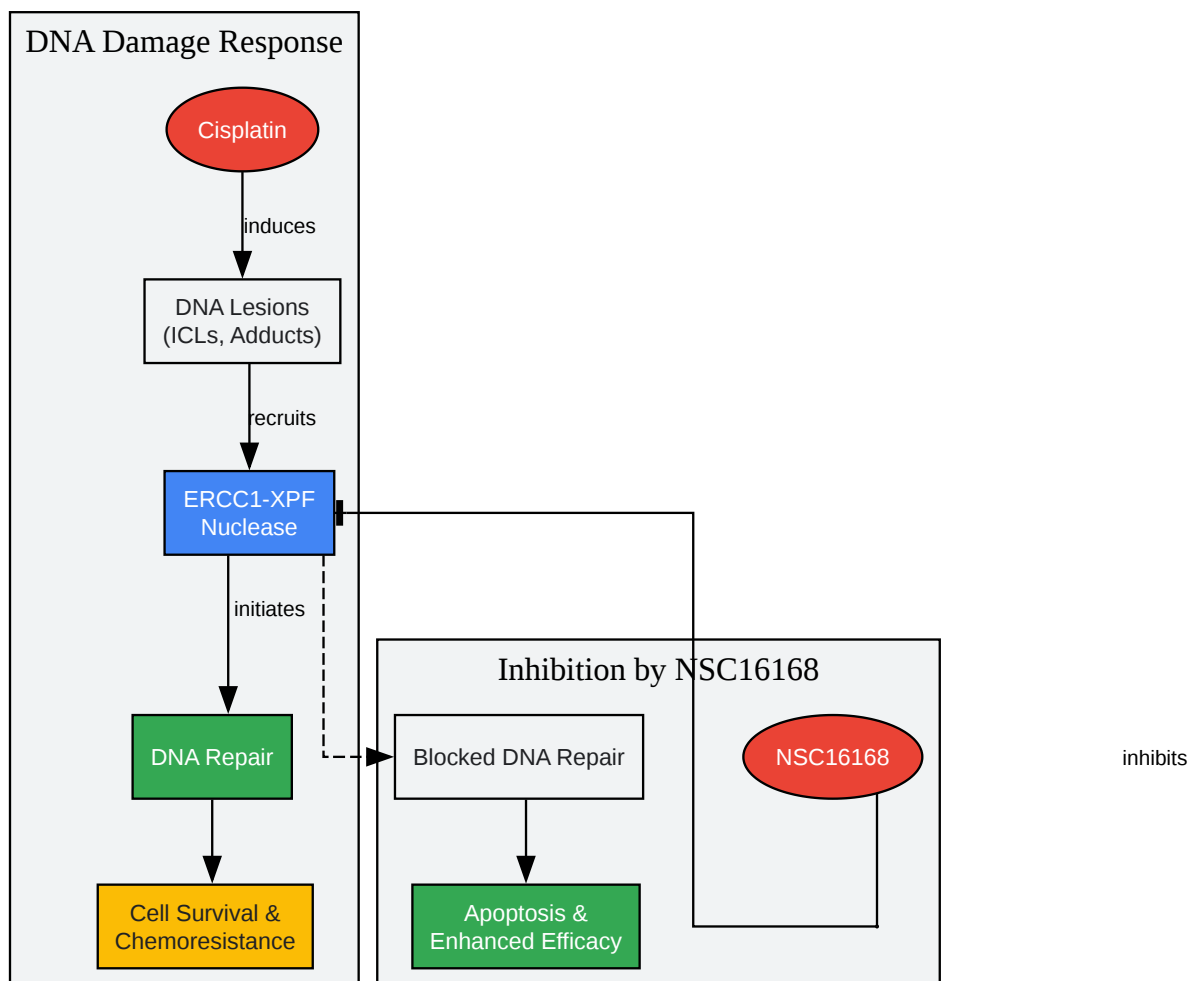 DNA Damage Response
Cisplatin
induces
DNA Lesions
(ICLs, Adducts)
recruits
ERCC1-XPF
Nuclease
initiates
DNA Repair
Cell Survival &
Chemoresistance
Inhibition by NSC16168
Blocked DNA Repair
NSC16168
inhibits
Apoptosis &
Enhanced Efficacy